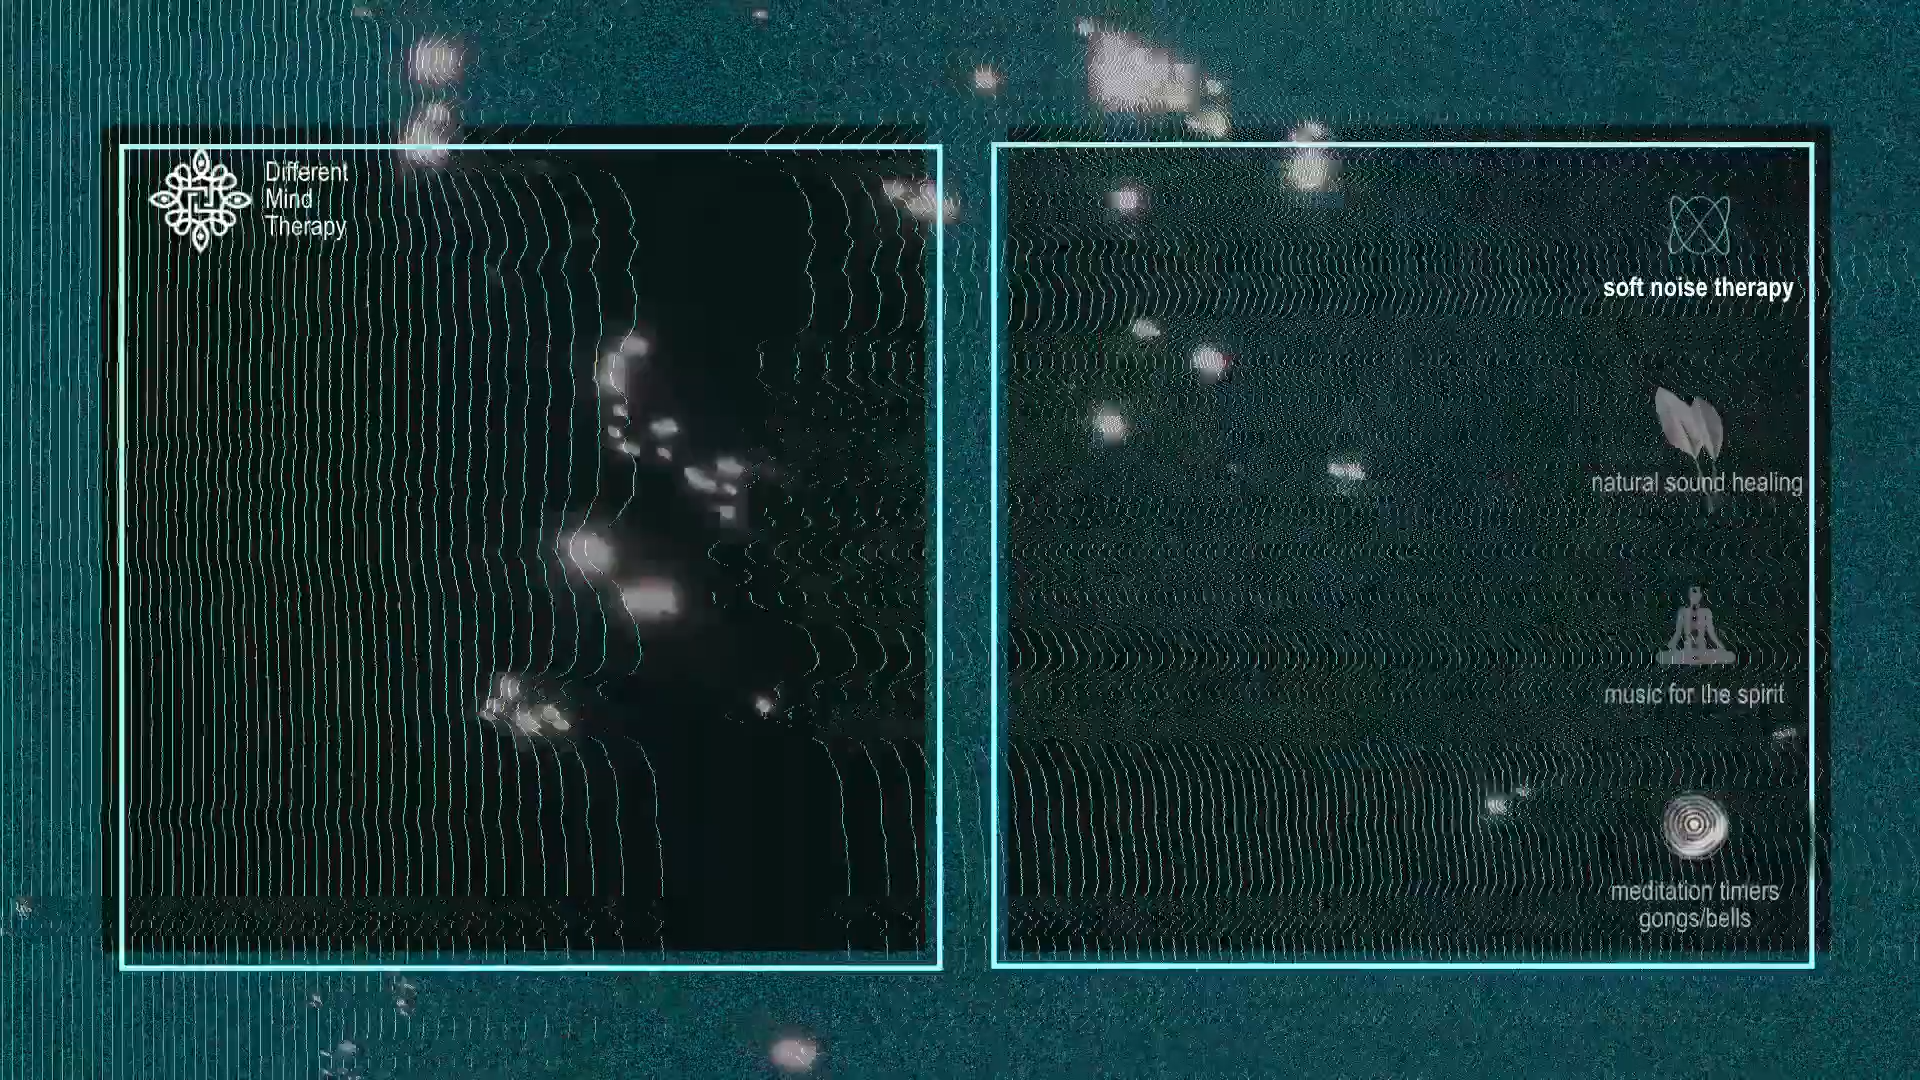 Different
Mind
Therapy
soft noise therapy
natural sound healing
music for the spirit
meditation timers
gongs/bells